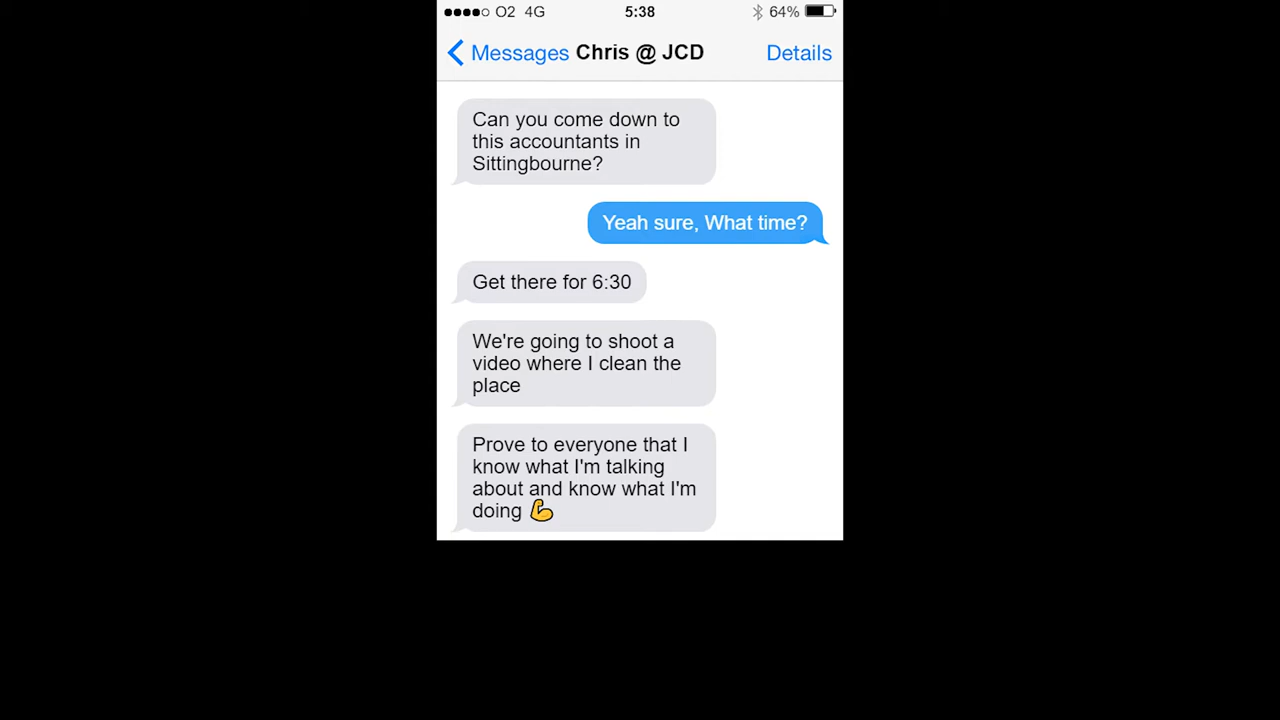 O2 4G 5:38 64%
Messages Chris @ JCD Details
Can you come down to
this accountants in
Sittingbourne?
Yeah sure, What time?
Get there for 6:30
We're going to shoot a
video where I clean the
place
Prove to everyone that I
know what I'm talking
about and know what I'm
doing 💪